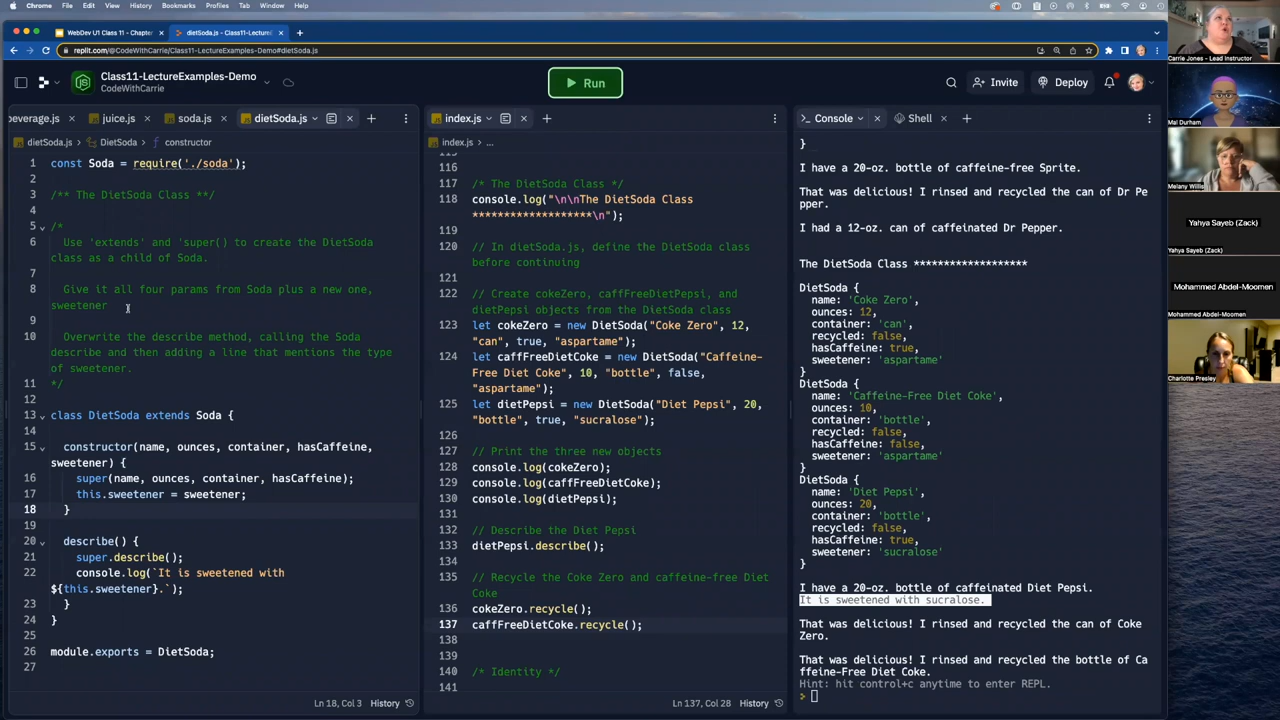 Chrome File Edit View History Bookmarks Profiles Tab Window Help
WebDev U1 Class 11 - Chapter
dietSoda.js - Class11-Lecture
replit.com/@CodeWithCarrie/Class11-LectureExamples-Demo#dietSoda.js
Class11-LectureExamples-Demo
CodeWithCarrie
Run
Invite
Deploy
beverage.js juice.js soda.js dietSoda.js
dietSoda.js > DietSoda > constructor
1 const Soda = require('./soda');
2
3 /** The DietSoda Class **/
4
5 /*
6 Use 'extends' and 'super() to create the DietSoda
class as a child of Soda.
7
8 Give it all four params from Soda plus a new one,
sweetener
9
10 Overwrite the describe method, calling the Soda
describe and then adding a line that mentions the type
of sweetener.
11 */
12
13 class DietSoda extends Soda {
14
15 constructor(name, ounces, container, hasCaffeine,
sweetener) {
16 super(name, ounces, container, hasCaffeine);
17 this.sweetener = sweetener;
18 }
19
20 describe() {
21 super.describe();
22 console.log(`It is sweetened with
${this.sweetener}.`);
23 }
24 }
25
26 module.exports = DietSoda;
27
Ln 18, Col 3 History
index.js
index.js > ...
115
116
117 /* The DietSoda Class */
118 console.log("\n\nThe DietSoda Class
*******************\n");
119
120 // In dietSoda.js, define the DietSoda class
before continuing
121
122 // Create cokeZero, caffFreeDietPepsi, and
dietPepsi objects from the DietSoda class
123 let cokeZero = new DietSoda("Coke Zero", 12,
"can", true, "aspartame");
124 let caffFreeDietCoke = new DietSoda("Caffeine-
Free Diet Coke", 10, "bottle", false,
"aspartame");
125 let dietPepsi = new DietSoda("Diet Pepsi", 20,
"bottle", true, "sucralose");
126
127 // Print the three new objects
128 console.log(cokeZero);
129 console.log(caffFreeDietCoke);
130 console.log(dietPepsi);
131
132 // Describe the Diet Pepsi
133 dietPepsi.describe();
134
135 // Recycle the Coke Zero and caffeine-free Diet
Coke
136 cokeZero.recycle();
137 caffFreeDietCoke.recycle();
138
139
140 /* Identity */
141
Ln 137, Col 28 History
Console Shell
}
I have a 20-oz. bottle of caffeine-free Sprite.
That was delicious! I rinsed and recycled the can of Dr Pe
pper.
I had a 12-oz. can of caffeinated Dr Pepper.
The DietSoda Class *******************
DietSoda {
name: 'Coke Zero',
ounces: 12,
container: 'can',
recycled: false,
hasCaffeine: true,
sweetener: 'aspartame'
}
DietSoda {
name: 'Caffeine-Free Diet Coke',
ounces: 10,
container: 'bottle',
recycled: false,
hasCaffeine: false,
sweetener: 'aspartame'
}
DietSoda {
name: 'Diet Pepsi',
ounces: 20,
container: 'bottle',
recycled: false,
hasCaffeine: true,
sweetener: 'sucralose'
}
I have a 20-oz. bottle of caffeinated Diet Pepsi.
It is sweetened with sucralose.
That was delicious! I rinsed and recycled the can of Coke
Zero.
That was delicious! I rinsed and recycled the bottle of Ca
ffeine-Free Diet Coke.
Hint: hit control+c anytime to enter REPL.
>
Carrie Jones - Lead Instructor
Mal Durham
Melany Willis
Yahya Sayeb (Zack)
Yahya Sayeb (Zack)
Mohammed Abdel-Moomen
Mohammed Abdel-Moomen
Charlotte Presley